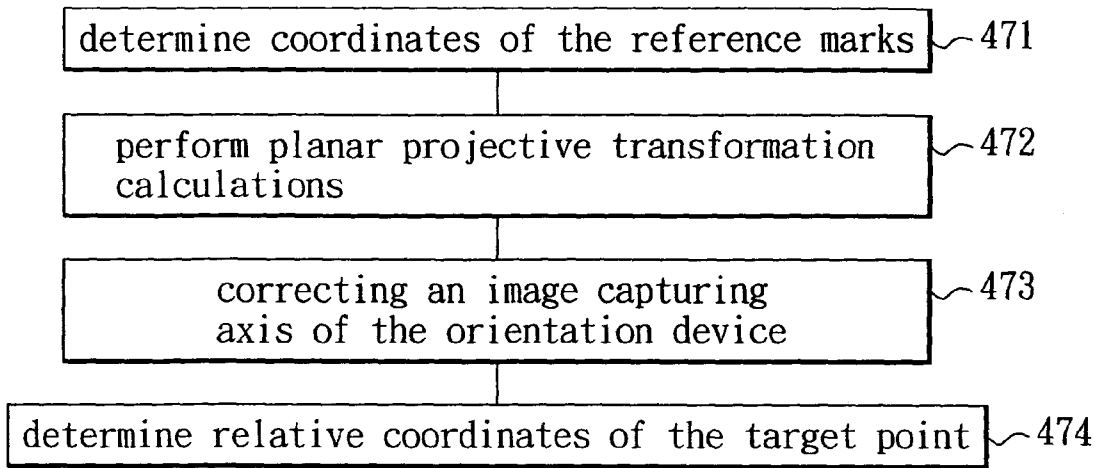 determine coordinates of the reference marks 471
perform planar projective transformation 472
calculations
correcting an image capturing 473
axis of the orientation device
determine relative coordinates of the target point 474